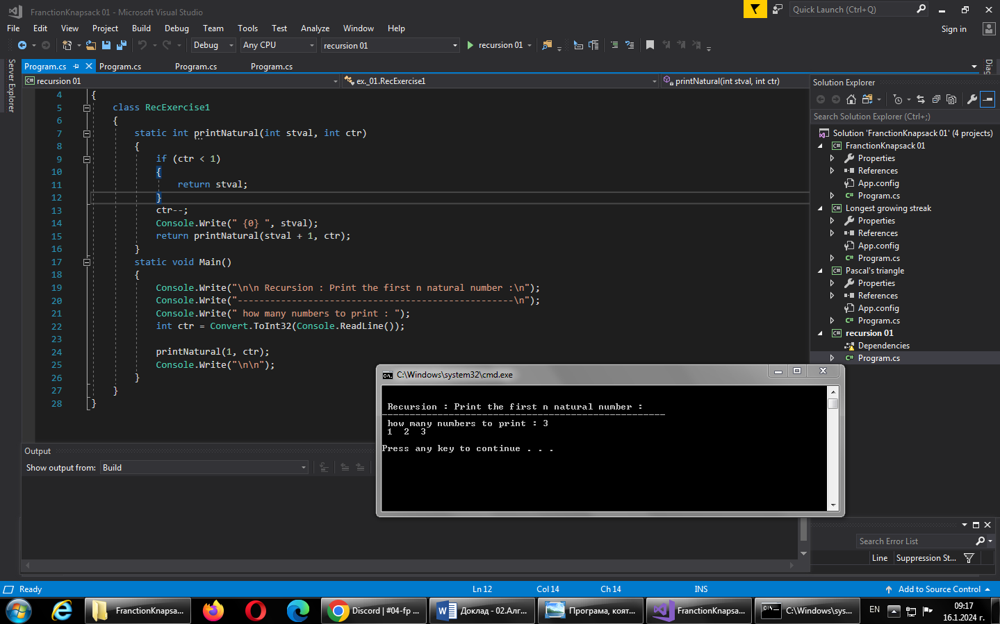 FranctionKnapsack 01 - Microsoft Visual Studio
Quick Launch (Ctrl+Q)
File Edit View Project Build Debug Team Tools Test Analyze Window Help
Sign in
Debug Any CPU recursion 01 recursion 01
Server Explorer
Program.cs Program.cs Program.cs Program.cs
recursion 01 ex._01.RecExercise1 printNatural(int stval, int ctr)
4 {
5 class RecExercise1
6 {
7 static int printNatural(int stval, int ctr)
8 {
9 if (ctr < 1)
10 {
11 return stval;
12 }
13 ctr--;
14 Console.Write(" {0} ", stval);
15 return printNatural(stval + 1, ctr);
16 }
17 static void Main()
18 {
19 Console.Write("\n\n Recursion : Print the first n natural number :\n");
20 Console.Write("---------------------------------------------------\n");
21 Console.Write(" how many numbers to print : ");
22 int ctr = Convert.ToInt32(Console.ReadLine());
23
24 printNatural(1, ctr);
25 Console.Write("\n\n");
26 }
27 }
28 }
Diag
Solution Explorer
Search Solution Explorer (Ctrl+;)
Solution 'FranctionKnapsack 01' (4 projects)
C# FranctionKnapsack 01
Properties
References
App.config
C# Program.cs
C# Longest growing streak
Properties
References
App.config
C# Program.cs
C# Pascal's triangle
Properties
References
App.config
C# Program.cs
C# recursion 01
Dependencies
C# Program.cs
C:\Windows\system32\cmd.exe
Recursion : Print the first n natural number :
---------------------------------------------------
how many numbers to print : 3
1 2 3
Press any key to continue . . .
Output
Show output from: Build
Search Error List
Line Suppression St...
Ready Ln 12 Col 14 Ch 14 INS Add to Source Control
FranctionKnapsa... Discord | #04-fp ... Доклад - 02.Алг... Програма, коят... FranctionKnapsa... C:\Windows\sys... EN 09:17
16.1.2024 г.